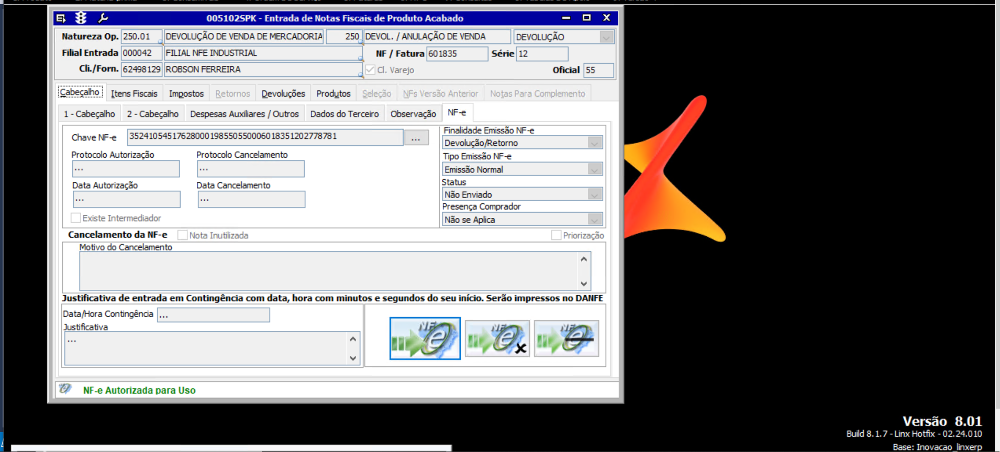 005102SPK - Entrada de Notas Fiscais de Produto Acabado
Natureza Op. 250.01 DEVOLUÇÃO DE VENDA DE MERCADORIA 250 DEVOL. / ANULAÇÃO DE VENDA DEVOLUÇÃO
Filial Entrada 000042 FILIAL NFE INDUSTRIAL NF / Fatura 601835 Série 12
Cli./Forn. 62498129 ROBSON FERREIRA Cl. Varejo Oficial 55
Cabeçalho Itens Fiscais Impostos Retornos Devoluções Produtos Seleção NFs Versão Anterior Notas Para Complemento
1 - Cabeçalho 2 - Cabeçalho Despesas Auxiliares / Outros Dados do Terceiro Observação NF-e
Chave NF-e 35241054517628000198550550006018351202778781 ...
Finalidade Emissão NF-e
Devolução/Retorno
Protocolo Autorização Protocolo Cancelamento
... ...
Tipo Emissão NF-e
Emissão Normal
Data Autorização Data Cancelamento
... ...
Status
Não Enviado
Presença Comprador
Não se Aplica
Existe Intermediador
Cancelamento da NF-e Nota Inutilizada Priorização
Motivo do Cancelamento
Justificativa de entrada em Contingência com data, hora com minutos e segundos do seu início. Serão impressos no DANFE
Data/Hora Contingência ...
Justificativa
...
NF e NF e x NF e
NF-e Autorizada para Uso
Versão 8.01
Build 8.1.7 - Linx Hotfix - 02.24.010
Base: Inovacao_linxerp